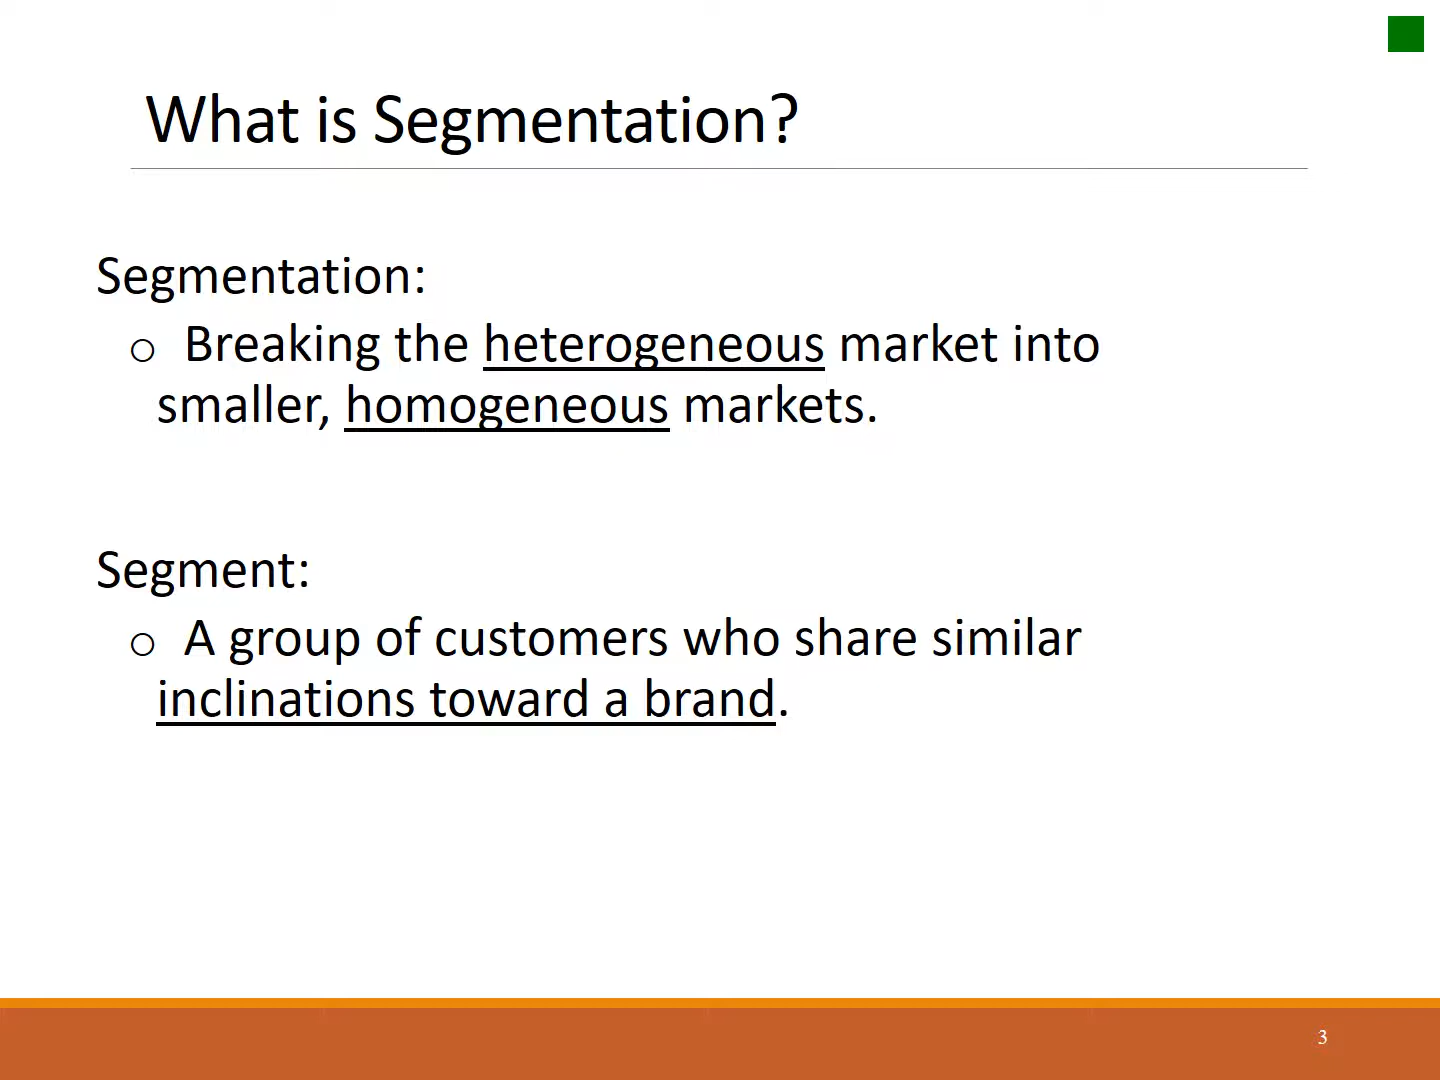 What is Segmentation?
Segmentation:
o Breaking the heterogeneous market into
smaller, homogeneous markets.
Segment:
o A group of customers who share similar
inclinations toward a brand.
3